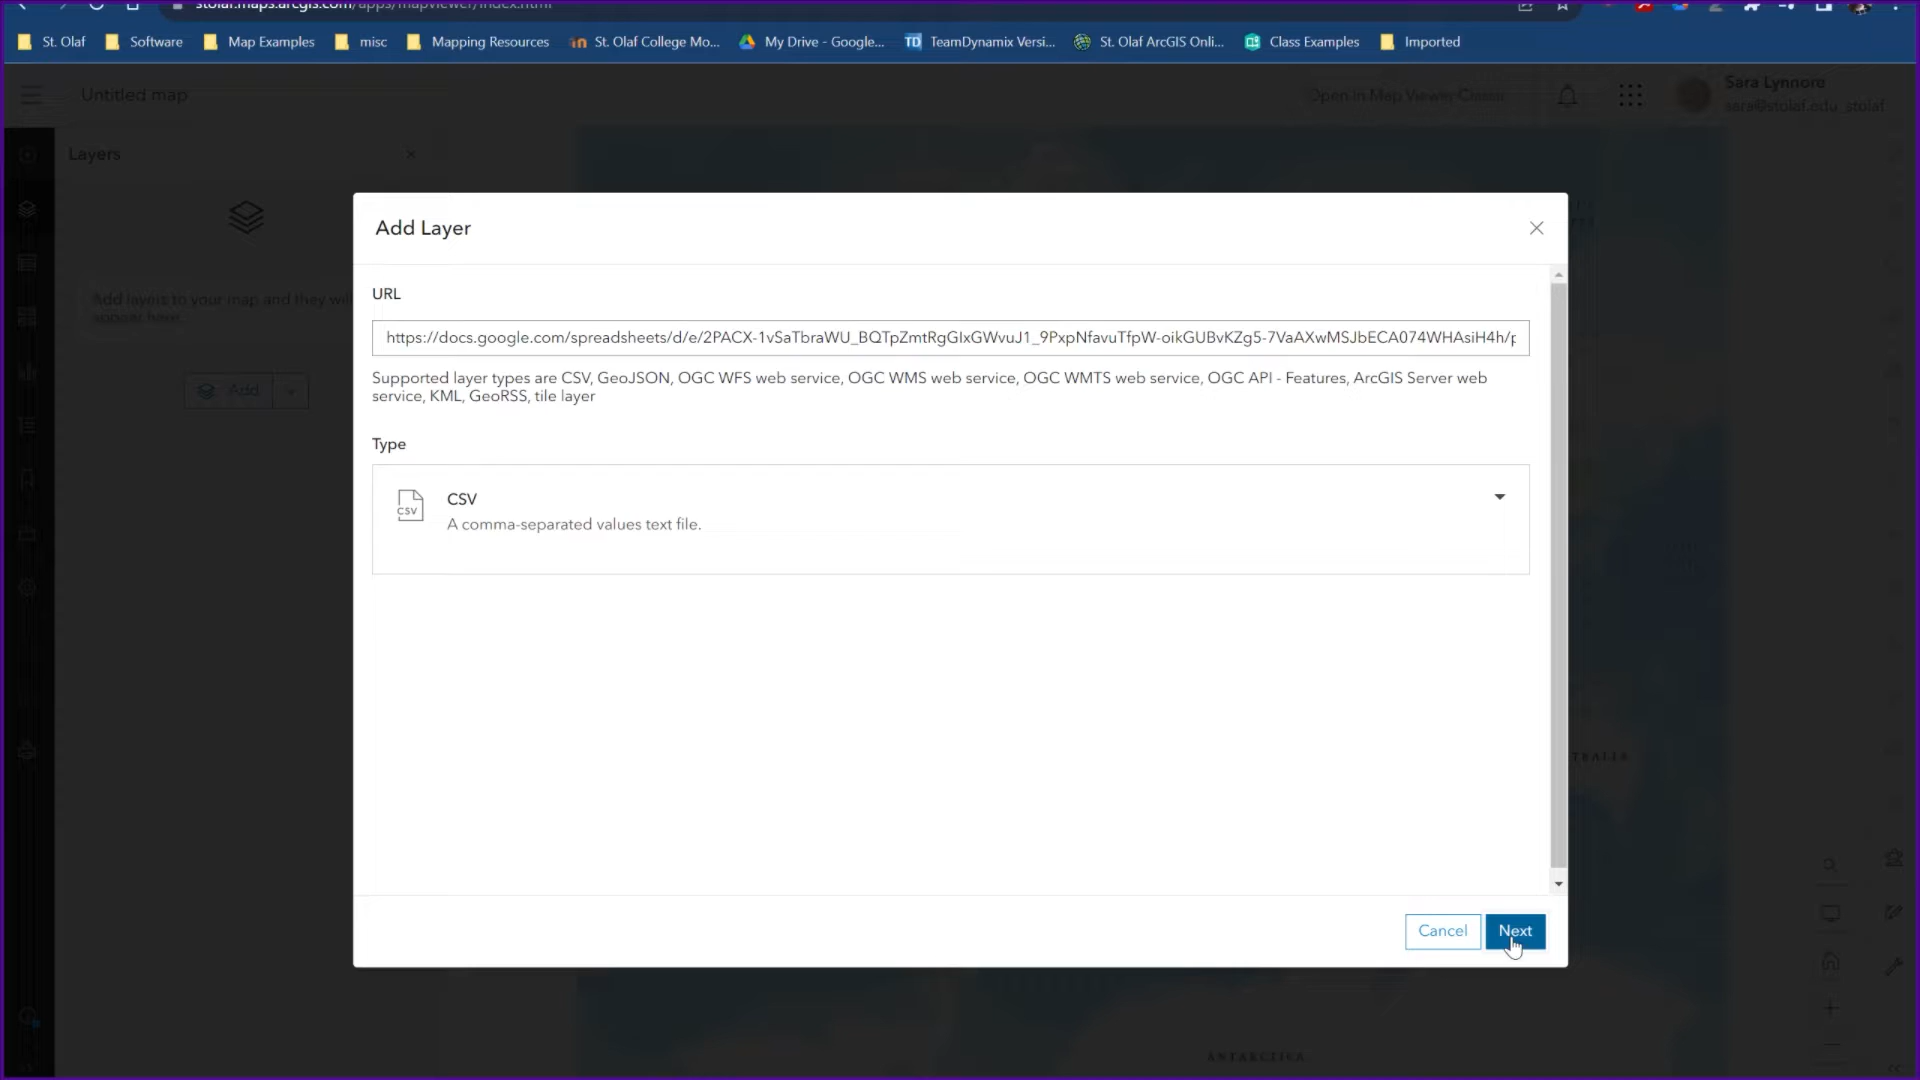 stolaf.maps.arcgis.com/apps/mapviewer/index.html
St. Olaf
Software
Map Examples
misc
Mapping Resources
St. Olaf College Mo...
My Drive - Google...
TeamDynamix Versi...
St. Olaf ArcGIS Onli...
Class Examples
Imported
Untitled map
Open in Map Viewer Classic
Sara Lynnore
sara@stolaf.edu_stolaf
Layers
Add layers to your map and they will
appear here.
Add
Add Layer
URL
https://docs.google.com/spreadsheets/d/e/2PACX-1vSaTbraWU_BQTpZmtRgGIxGWvuJ1_9PxpNfavuTfpW-oikGUBvKZg5-7VaAXwMSJbECA074WHAsiH4h/p
Supported layer types are CSV, GeoJSON, OGC WFS web service, OGC WMS web service, OGC WMTS web service, OGC API - Features, ArcGIS Server web
service, KML, GeoRSS, tile layer
Type
CSV
CSV
A comma-separated values text file.
Cancel
Next
ANTARCTICA